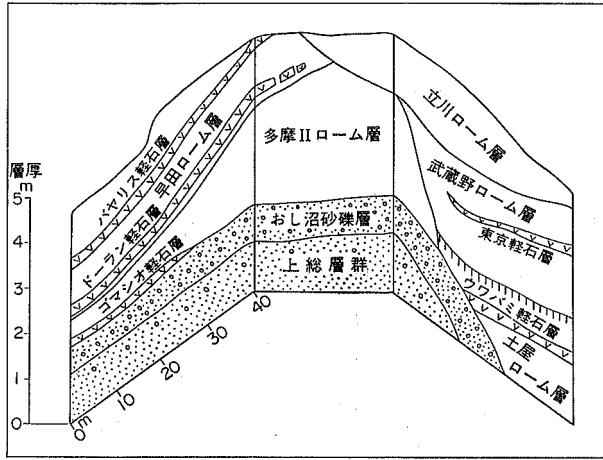 層厚
m
5
4
3
2
1
0
0m
10
20
30
40
バヤリス軽石層
早田ローム層
ドーラン軽石層
ゴマシオ軽石層
多摩IIローム層
おし沼砂礫層
上総層群
立川ローム層
武蔵野ローム層
東京軽石層
ウワバミ軽石層
土屋
ローム層